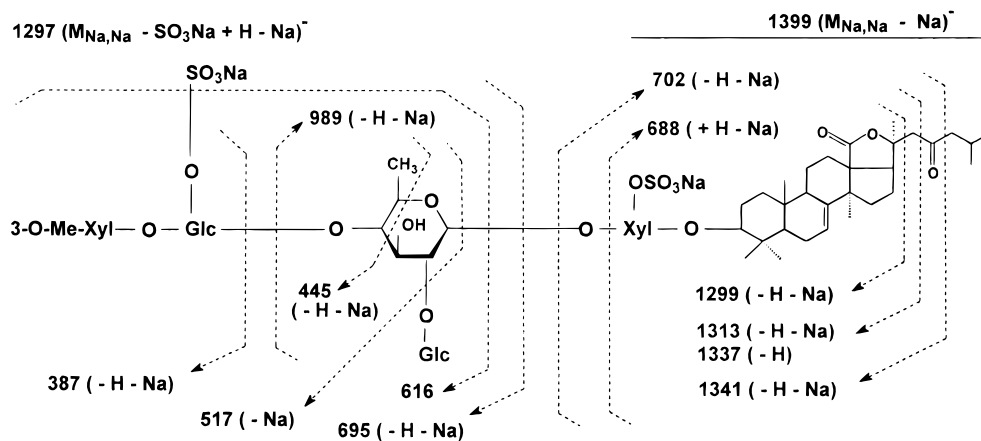 1297 (M_Na,Na - SO3Na + H - Na)^-
1399 (M_Na,Na - Na)^-
SO3Na
702 ( - H - Na)
989 ( - H - Na)
688 ( + H - Na)
O
O
O
CH3
O
OSO3Na
O
OH
3-O-Me-Xyl
O
Glc
O
O
Xyl
O
445
( - H - Na)
1299 ( - H - Na)
O
1313 ( - H - Na)
Glc
1337 ( - H)
387 ( - H - Na)
616
1341 ( - H - Na)
517 ( - Na)
695 ( - H - Na)